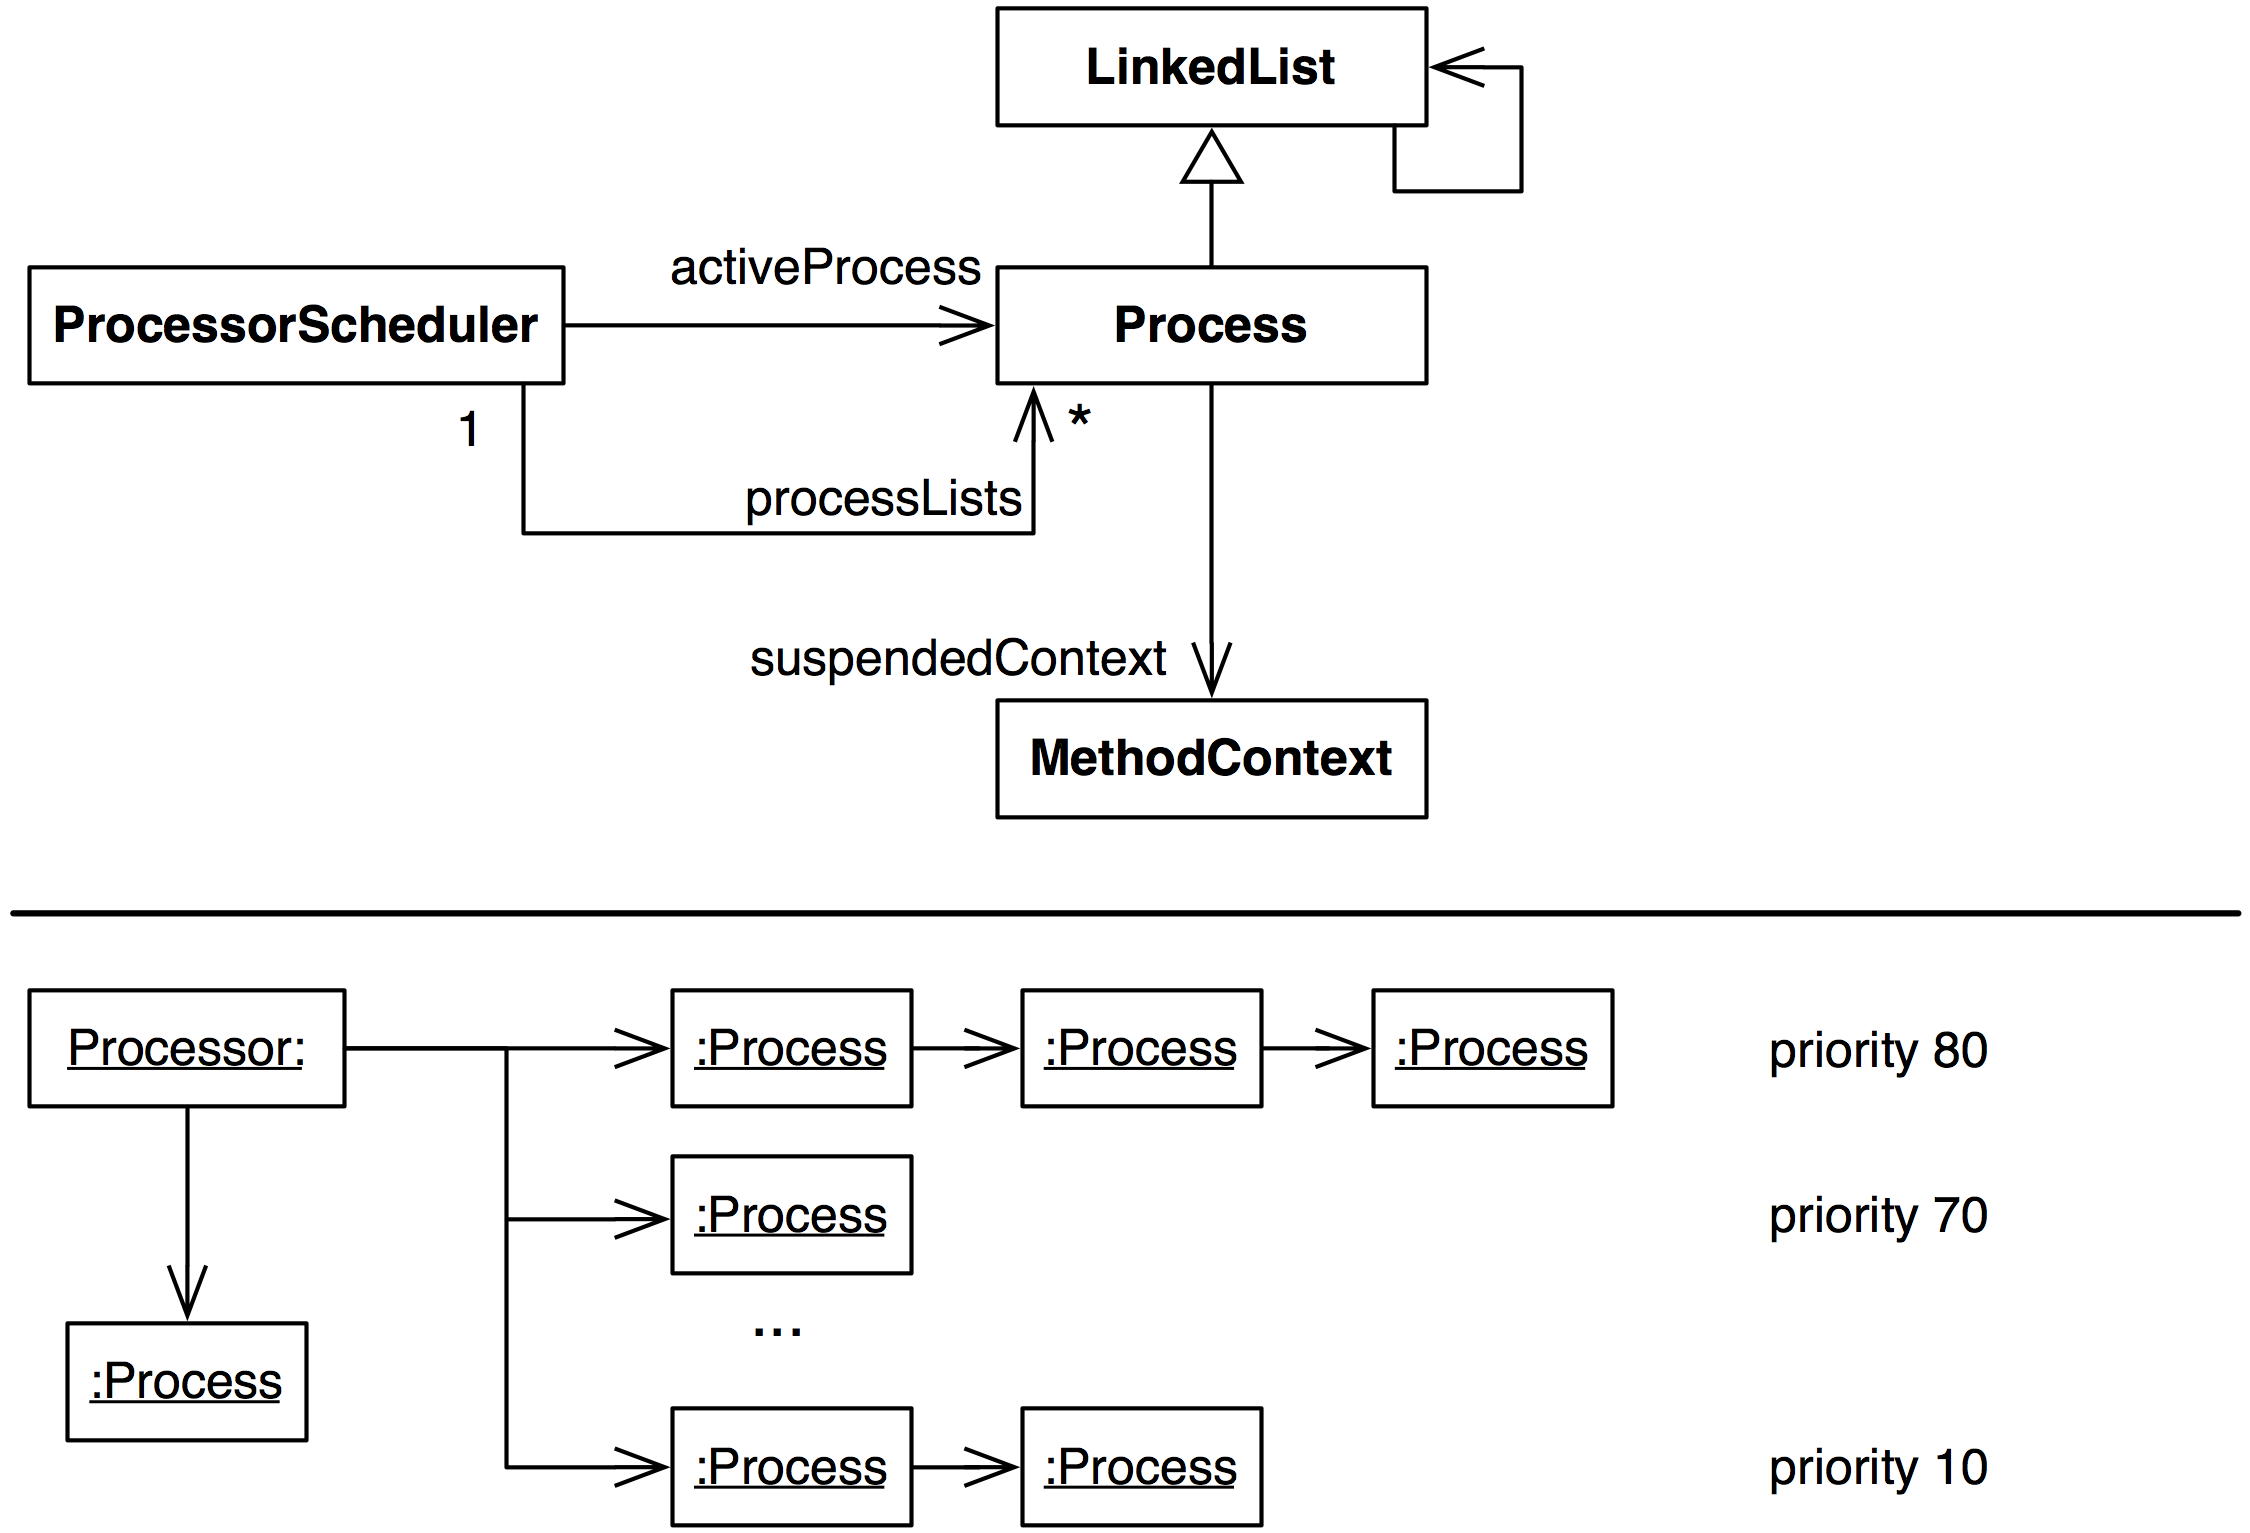 LinkedList
activeProcess
ProcessorScheduler
Process
1
*
processLists
suspendedContext
MethodContext
Processor:
:Process
:Process
:Process
priority 80
:Process
priority 70
...
:Process
:Process
:Process
priority 10